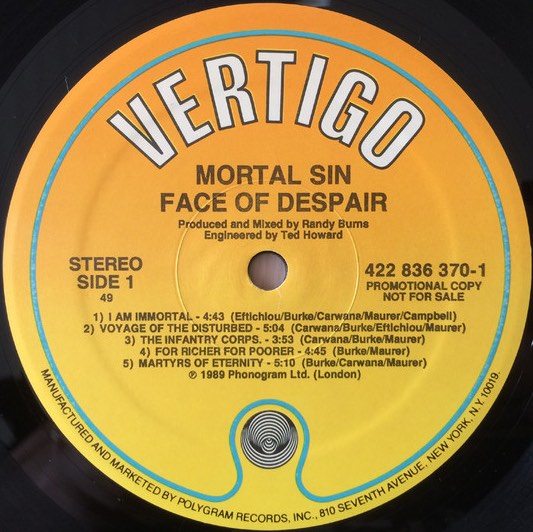 VERTIGO
MORTAL SIN
FACE OF DESPAIR
Produced and Mixed by Randy Burns
Engineered by Ted Howard
STEREO
SIDE 1
49
422 836 370-1
PROMOTIONAL COPY
NOT FOR SALE
1) I AM IMMORTAL - 4:43 (Eftichiou/Burke/Carwana/Maurer/Campbell)
2) VOYAGE OF THE DISTURBED - 5:04 (Carwana/Burke/Eftichiou/Maurer)
3) THE INFANTRY CORPS. - 3:53 (Carwana/Burke/Maurer)
4) FOR RICHER FOR POORER - 4:45 (Burke/Maurer)
5) MARTYRS OF ETERNITY - 5:10 (Burke/Carwana/Maurer)
℗ 1989 Phonogram Ltd. (London)
MANUFACTURED AND MARKETED BY POLYGRAM RECORDS, INC., 810 SEVENTH AVENUE, NEW YORK, N.Y. 10019.